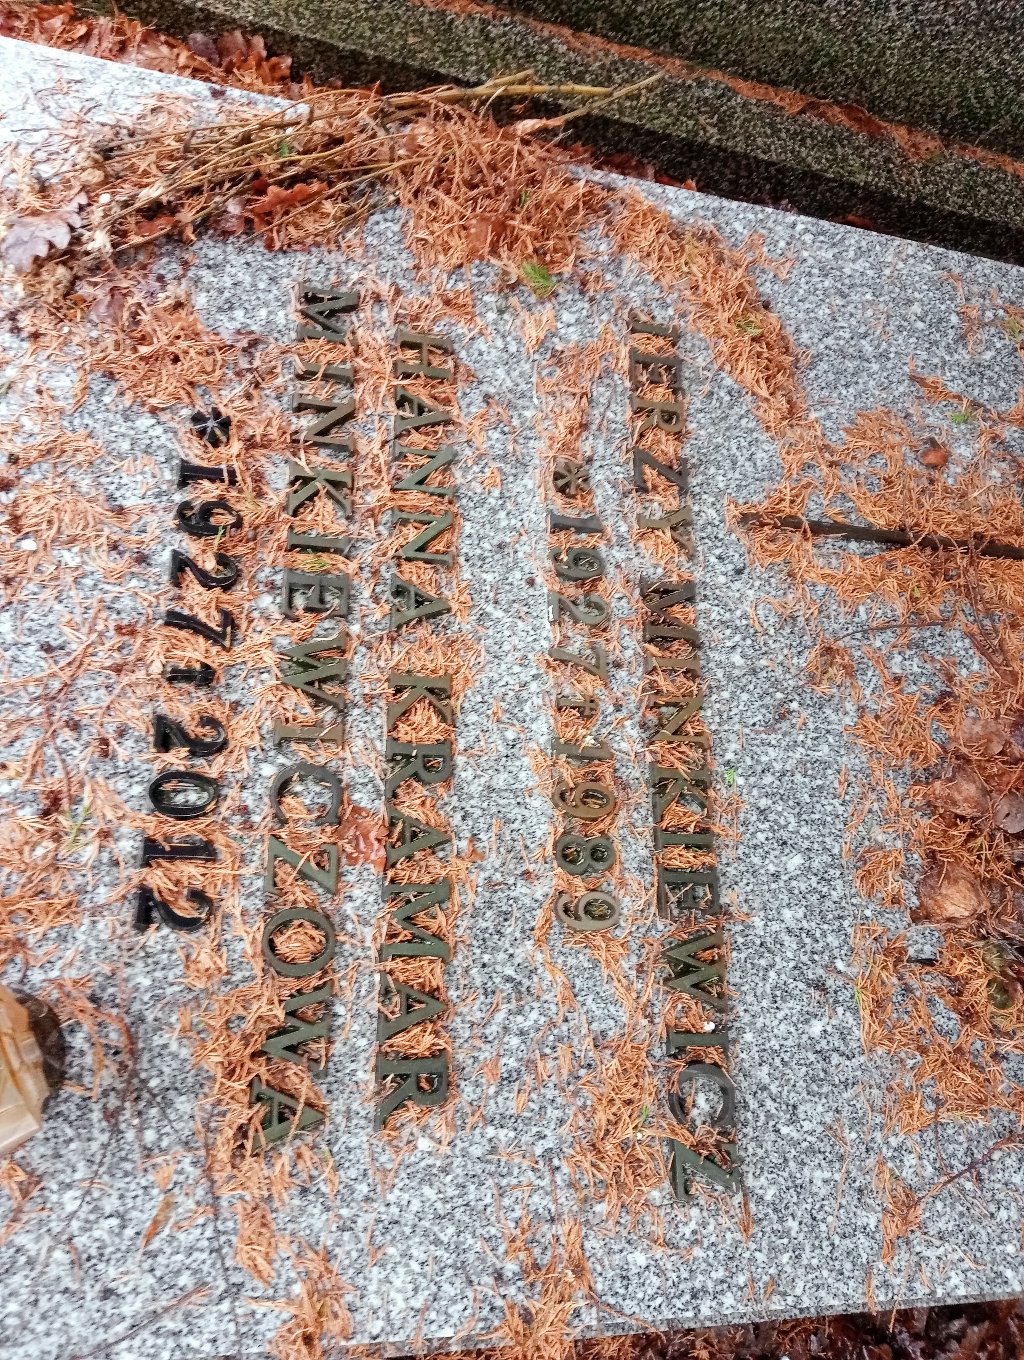 JERZY MINKIEWICZ
* 1927 † 1989
HANNA KRAMAR
MINKIEWICZOWA
* 1927 † 2012